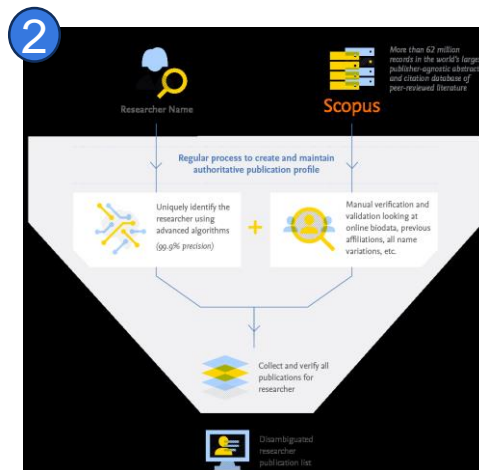 2
More than 62 million
records in the world's larges
publisher-agnostic abstract
and citation database of
peer-reviewed literature
Researcher Name
Scopus
Regular process to create and maintain
authoritative publication profile
Uniquely identify the
researcher using
advanced algorithms
(99.9% precision)
+
Manual verification and
validation looking at
online biodata, previous
affiliations, all name
variations, etc.
Collect and verify all
publications for
researcher
Disambiguated
researcher
publication list